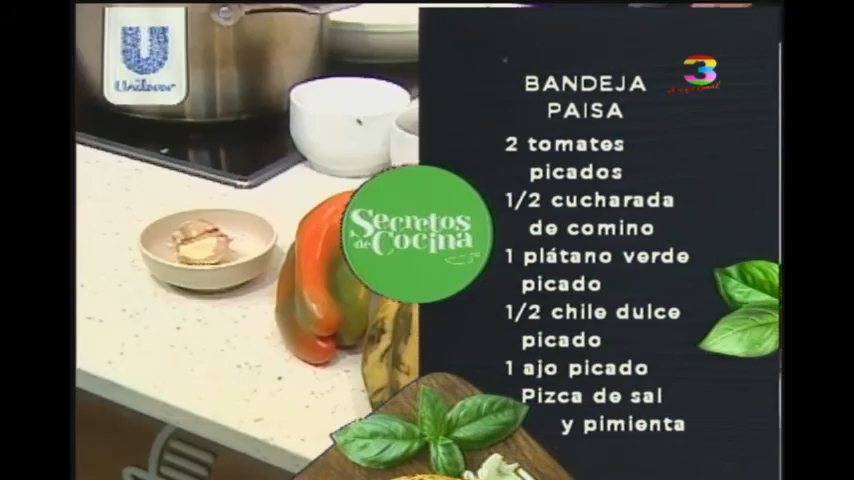 Unilever
3
BANDEJA
PAISA
2 tomates
picados
1/2 cucharada
de comino
1 plátano verde
picado
1/2 chile dulce
picado
1 ajo picado
Pizca de sal
y pimienta
Secretos
de Cocina